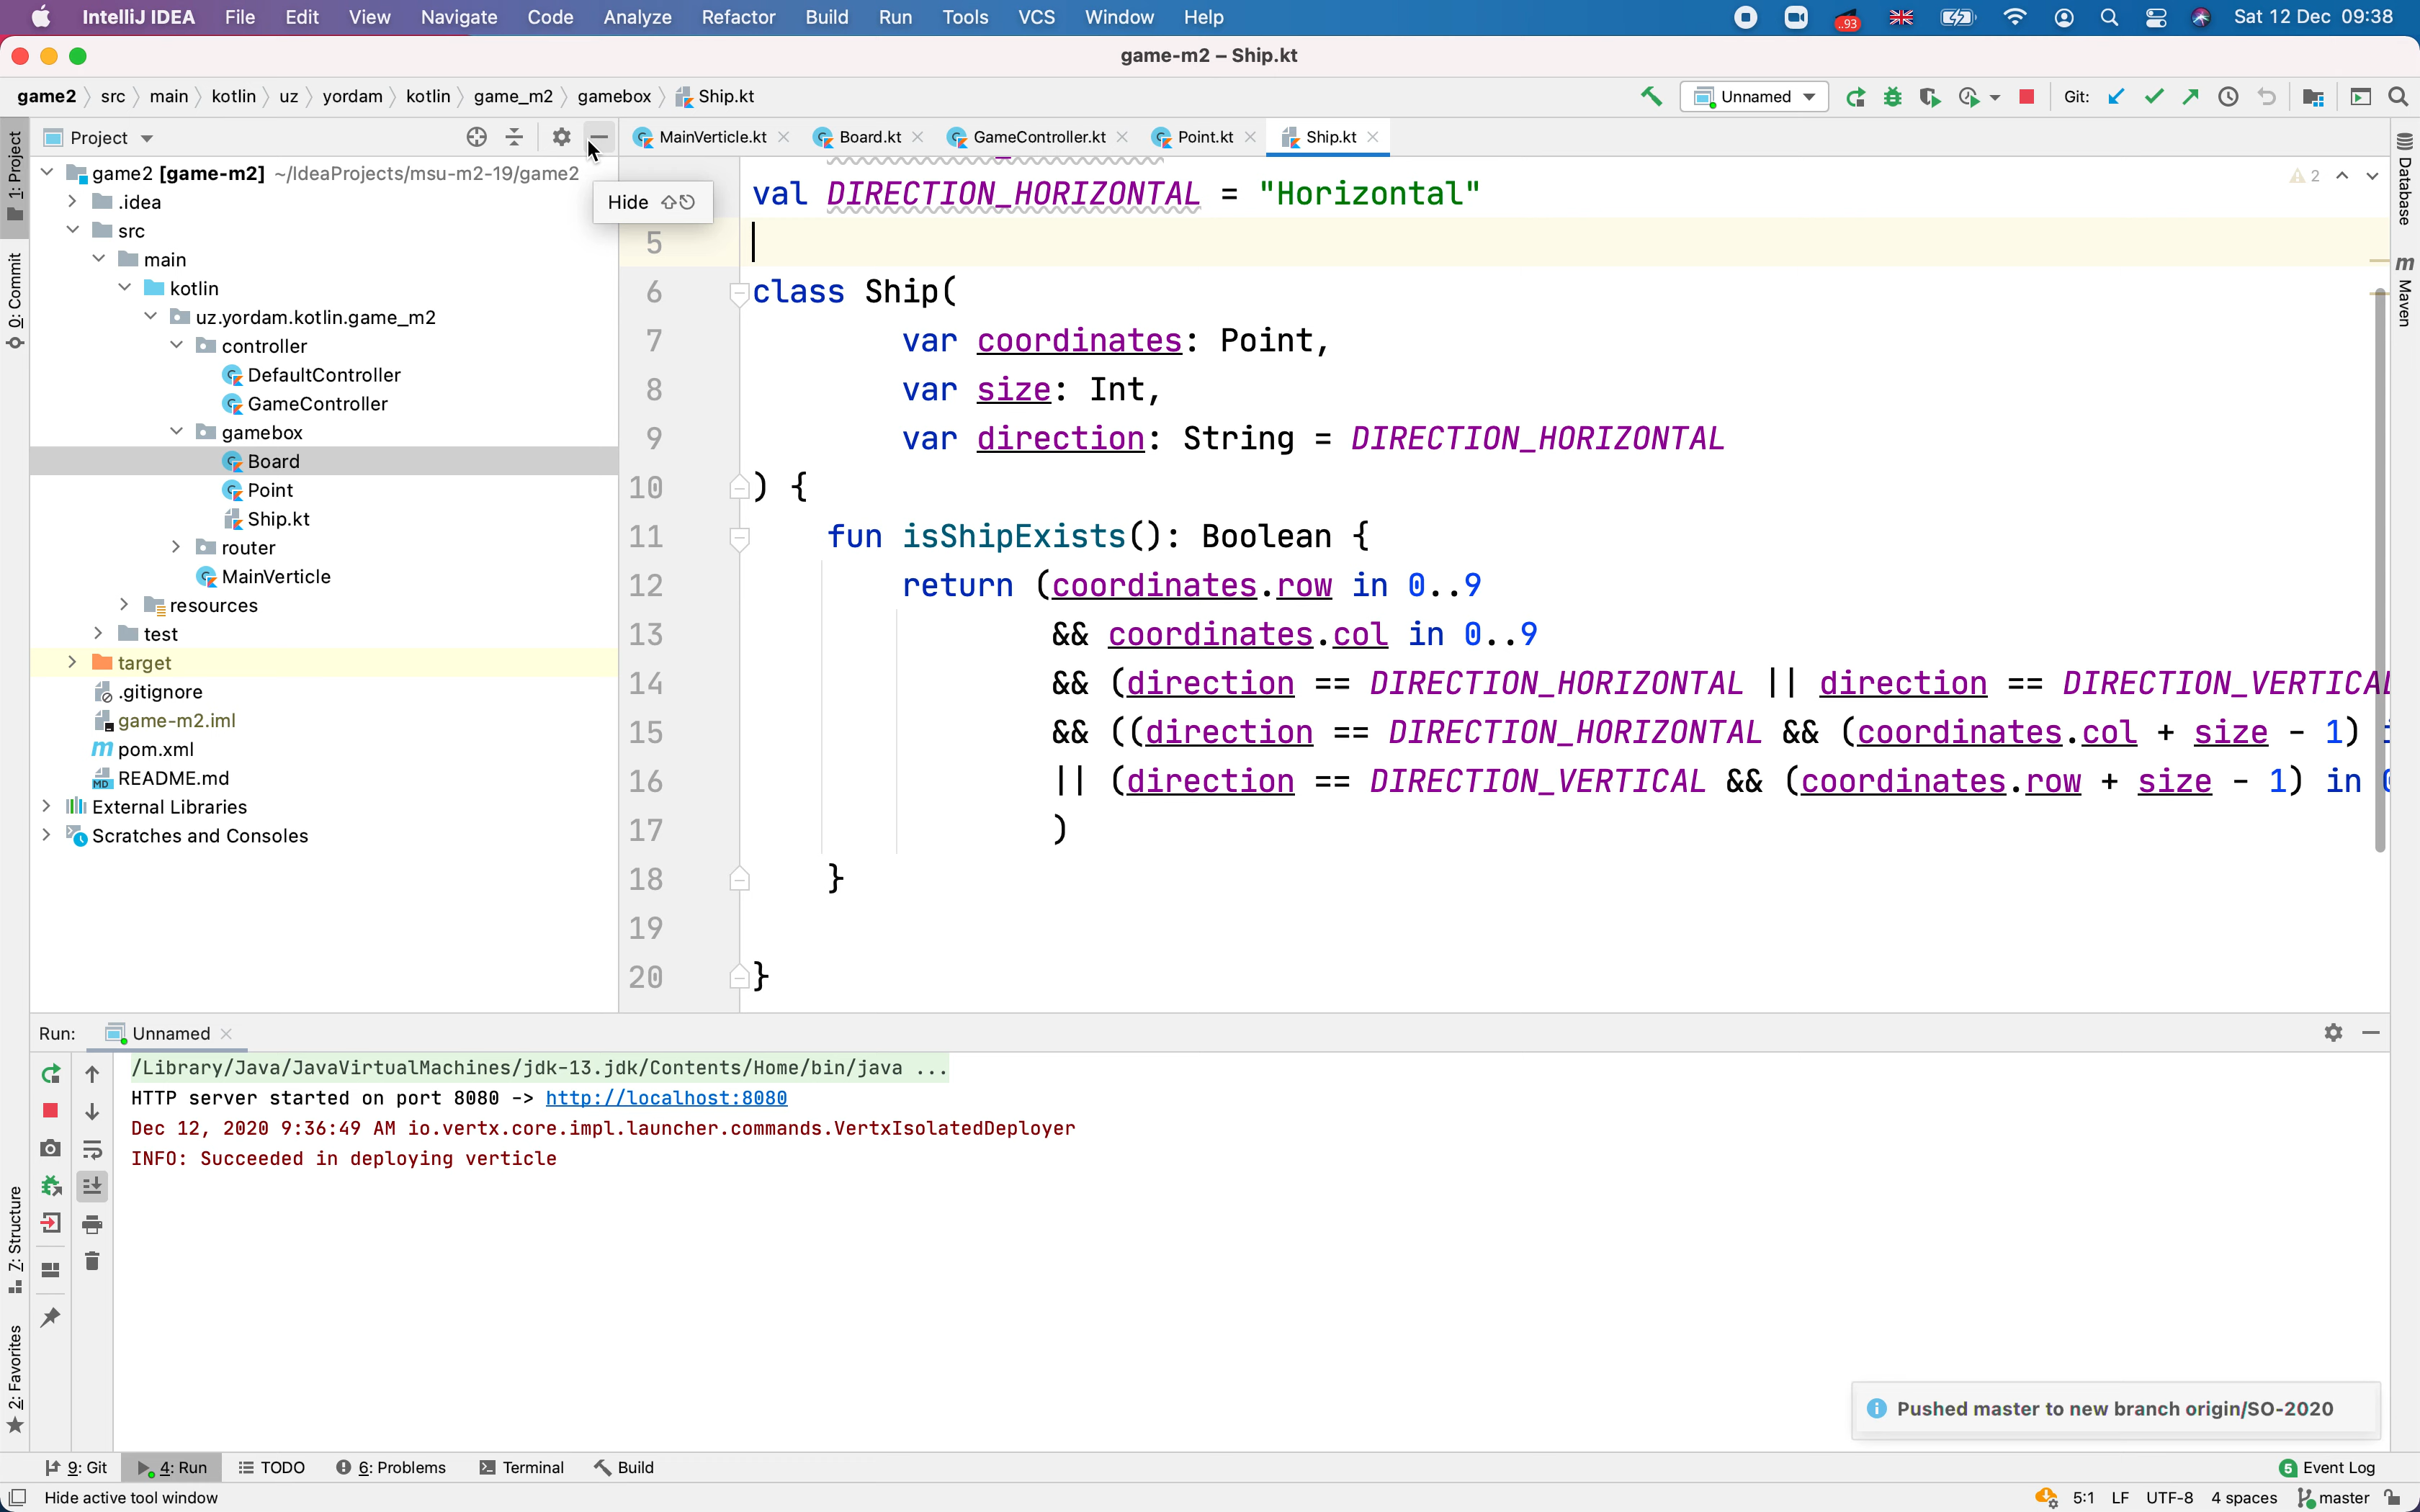 IntelliJ IDEA File Edit View Navigate Code Analyze Refactor Build Run Tools VCS Window Help ..93 Sat 12 Dec 09:38
game-m2 – Ship.kt
game2 src main kotlin uz yordam kotlin game_m2 gamebox Ship.kt Unnamed Git:
1: Project
0: Commit
7: Structure
2: Favorites
Project
game2 [game-m2] ~/IdeaProjects/msu-m2-19/game2
.idea
src
main
kotlin
uz.yordam.kotlin.game_m2
controller
DefaultController
GameController
gamebox
Board
Point
Ship.kt
router
MainVerticle
resources
test
target
.gitignore
game-m2.iml
m pom.xml
MD README.md
External Libraries
Scratches and Consoles
Hide ⇧⎋
MainVerticle.kt Board.kt GameController.kt Point.kt Ship.kt
2
val DIRECTION_HORIZONTAL = "Horizontal"
5
6 class Ship(
7 var coordinates: Point,
8 var size: Int,
9 var direction: String = DIRECTION_HORIZONTAL
10 ) {
11 fun isShipExists(): Boolean {
12 return (coordinates.row in 0..9
13 && coordinates.col in 0..9
14 && (direction == DIRECTION_HORIZONTAL || direction == DIRECTION_VERTICAL
15 && ((direction == DIRECTION_HORIZONTAL && (coordinates.col + size - 1)
16 || (direction == DIRECTION_VERTICAL && (coordinates.row + size - 1) in
17 )
18 }
19
20 }
Database
m Maven
Run: Unnamed
/Library/Java/JavaVirtualMachines/jdk-13.jdk/Contents/Home/bin/java ...
HTTP server started on port 8080 -> http://localhost:8080
Dec 12, 2020 9:36:49 AM io.vertx.core.impl.launcher.commands.VertxIsolatedDeployer
INFO: Succeeded in deploying verticle
Pushed master to new branch origin/SO-2020
9: Git 4: Run TODO 6: Problems Terminal Build 5 Event Log
Hide active tool window 5:1 LF UTF-8 4 spaces master